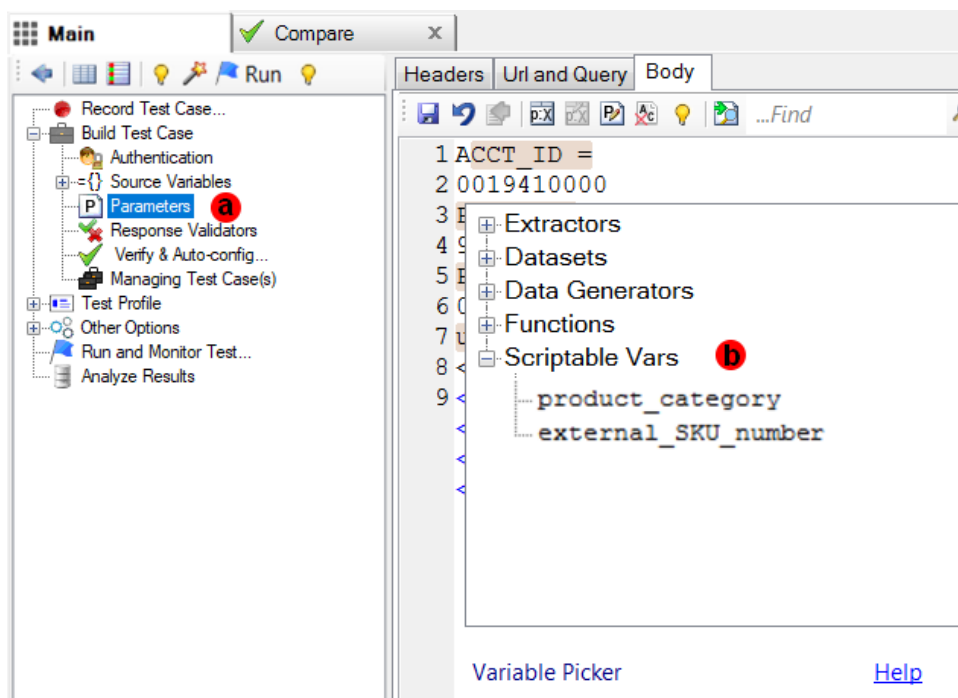 Main
Compare
x
Run
Record Test Case...
Build Test Case
Authentication
={} Source Variables
P Parameters a
Response Validators
Verify & Auto-config...
Managing Test Case(s)
Test Profile
Other Options
Run and Monitor Test...
Analyze Results
Headers Url and Query Body
...Find
1 ACCT_ID =
2 0019410000
3
4 9
5
6 0
7 u
8 <
9 <
<
<
<
Extractors
Datasets
Data Generators
Functions
Scriptable Vars b
product_category
external_SKU_number
Variable Picker Help